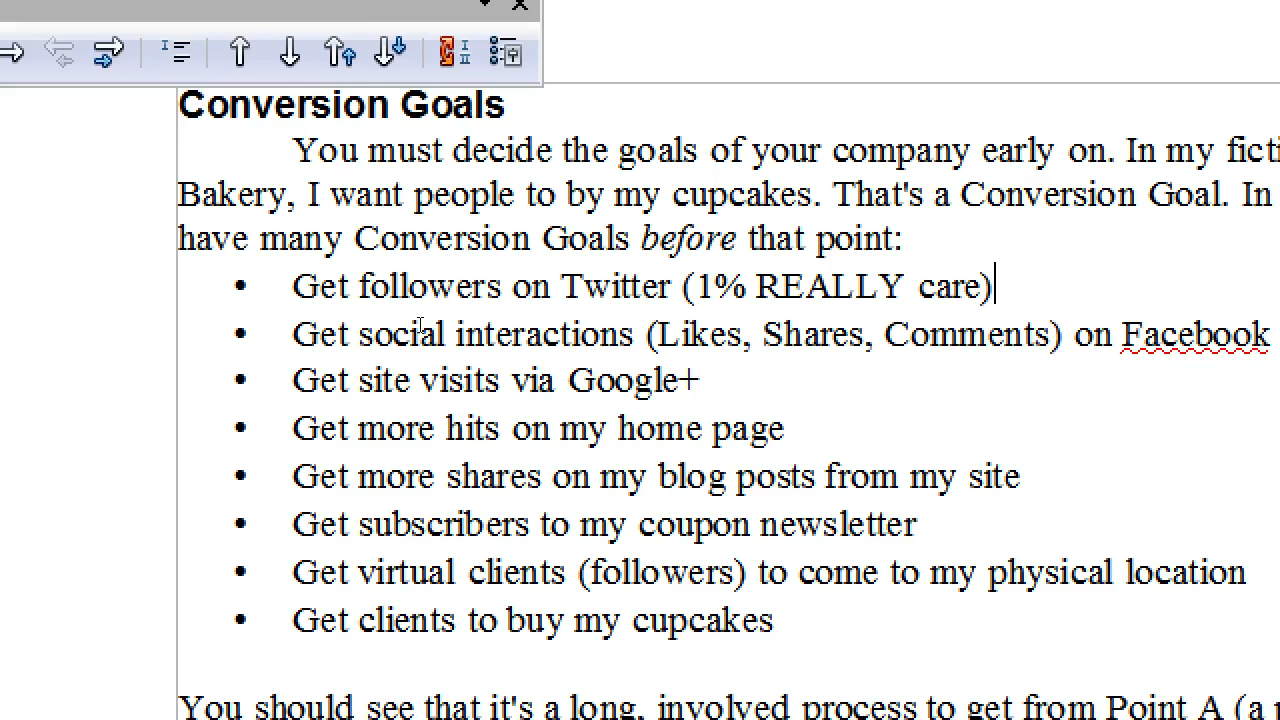 Conversion Goals
You must decide the goals of your company early on. In my
Bakery, I want people to by my cupcakes. That's a Conversion Goal. In
have many Conversion Goals before that point:
• Get followers on Twitter (1% REALLY care)
• Get social interactions (Likes, Shares, Comments) on Facebook
• Get site visits via Google+
• Get more hits on my home page
• Get more shares on my blog posts from my site
• Get subscribers to my coupon newsletter
• Get virtual clients (followers) to come to my physical location
• Get clients to buy my cupcakes
You should see that it's a long, involved process to get from Point A (a